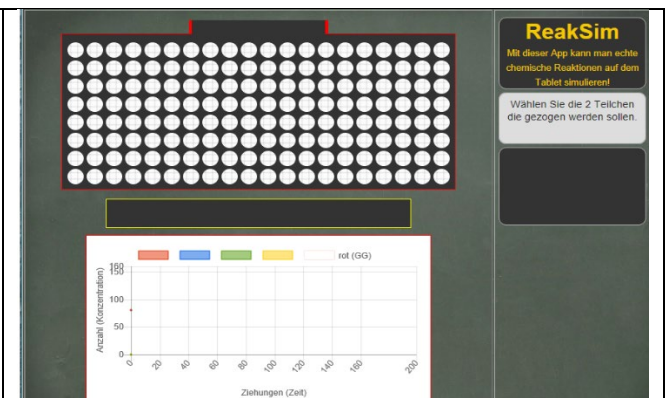 ReakSim
Mit dieser App kann man echte
chemische Reaktionen auf dem
Tablet simulieren!
Wählen Sie die 2 Teilchen
die gezogen werden sollen.
rot (GG)
Anzahl (Konzentration)
160
150
100
50
0
0 20 40 60 80 100 120 140 160 200
Ziehungen (Zeit)